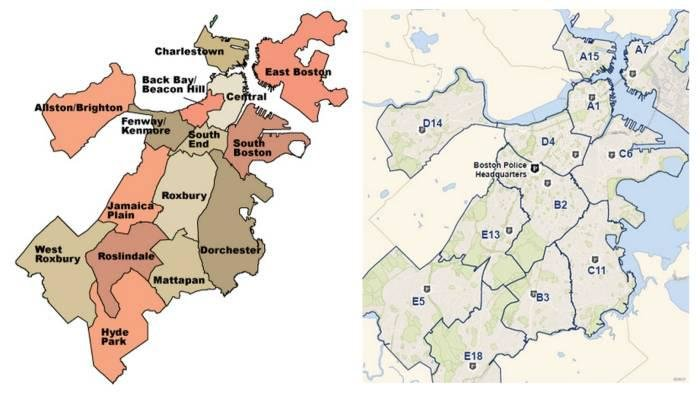 Charlestown
Back Bay/
Beacon Hill
East Boston
Central
Allston/Brighton
Fenway/
Kenmore
South
End
South
Boston
Roxbury
Jamaica
Plain
West
Roxbury
Roslindale
Dorchester
Mattapan
Hyde
Park
A15
A7
A1
D14
D4
C6
Boston Police
Headquarters
B2
E13
C11
E5
B3
E18